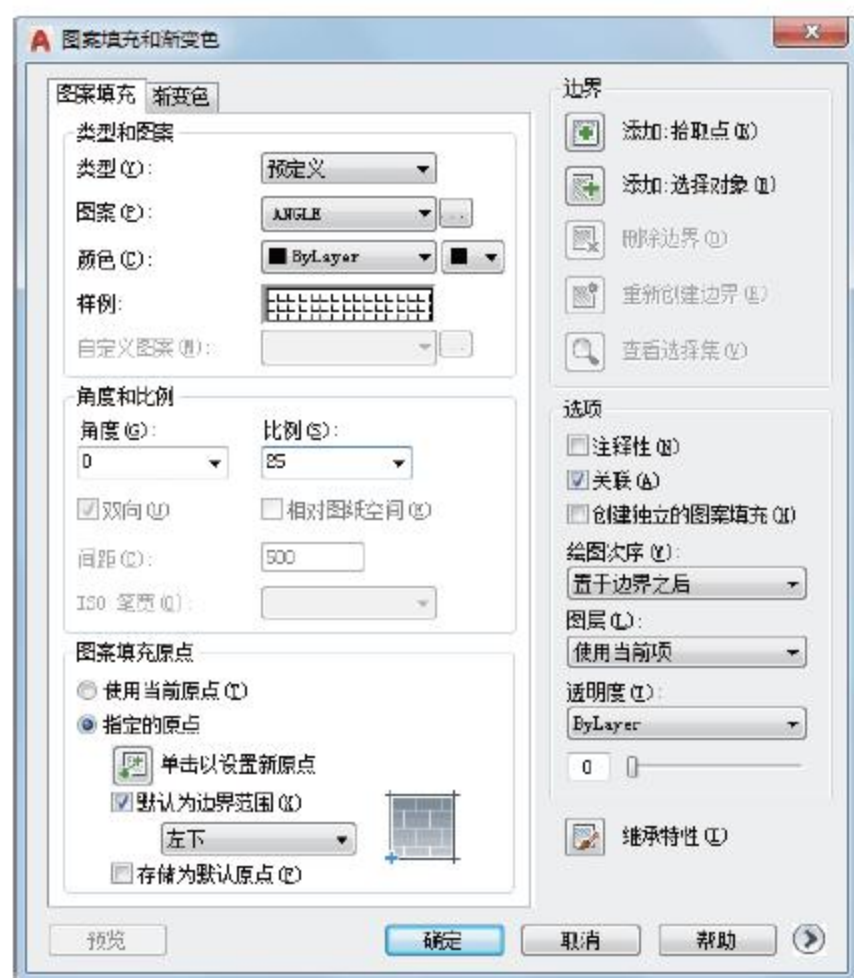 图案填充和渐变色
图案填充 渐变色
类型和图案
类型(Y): 预定义
图案(P): ANGLE ...
颜色(C): ByLayer
样例:
自定义图案(M): ...
角度和比例
角度(G): 比例(S):
0 25
双向(U) 相对图纸空间(E)
间距(C): 500
ISO 笔宽(O):
图案填充原点
使用当前原点(T)
指定的原点
单击以设置新原点
默认为边界范围(X)
左下
存储为默认原点(F)
边界
添加:拾取点(K)
添加:选择对象(B)
删除边界(D)
重新创建边界(R)
查看选择集(V)
选项
注释性(N)
关联(A)
创建独立的图案填充(H)
绘图次序(W):
置于边界之后
图层(L):
使用当前项
透明度(T):
ByLayer
0
继承特性(I)
预览 确定 取消 帮助